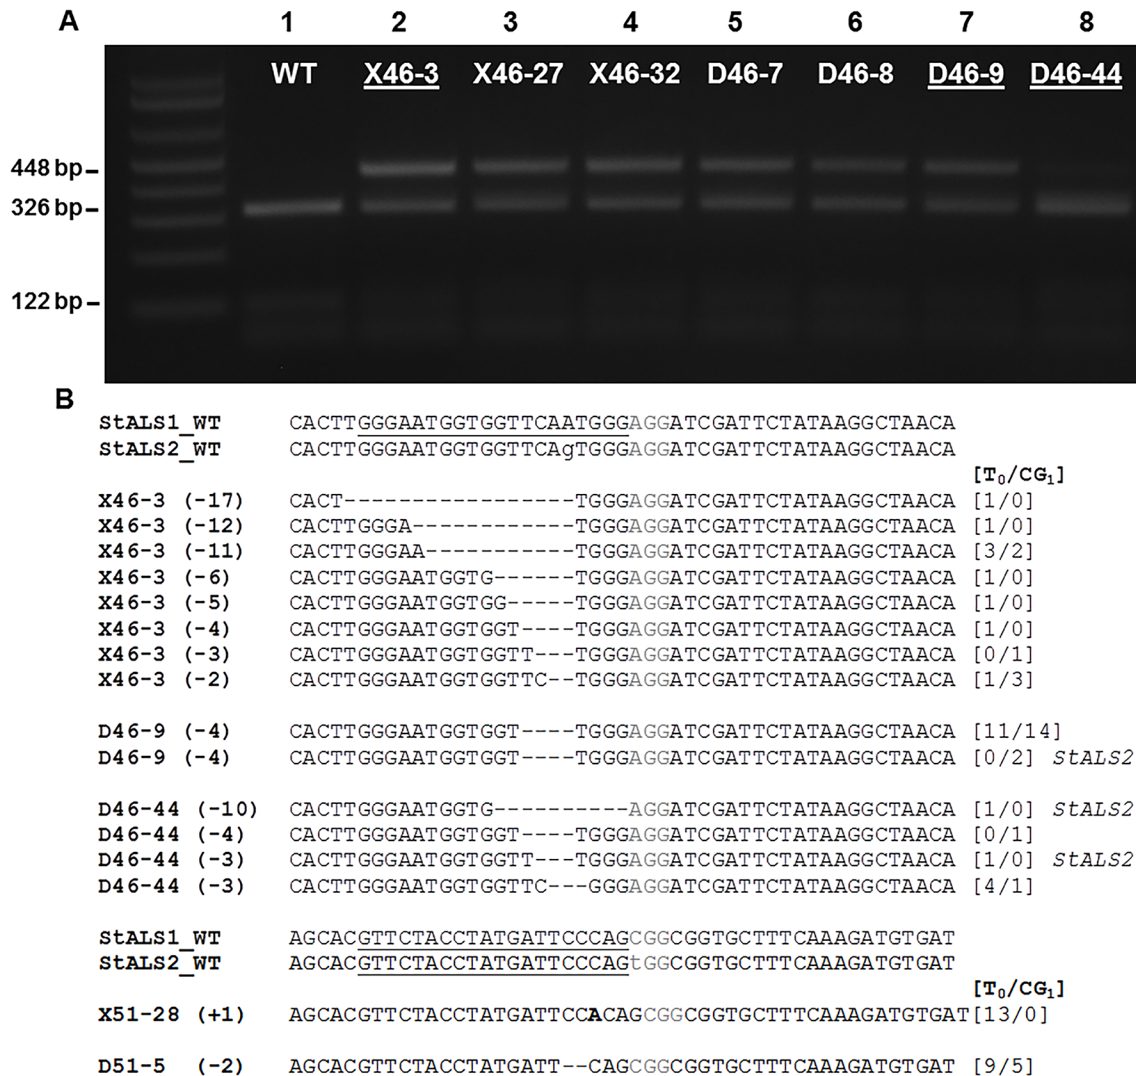 A 1 2 3 4 5 6 7 8
WT X46-3 X46-27 X46-32 D46-7 D46-8 D46-9 D46-44
448 bp
326 bp
122 bp
B
StALS1_WT CACTTGGGAATGGTGGTTCAATGGGAGGATCGATTCTATAAGGCTAACA
StALS2_WT CACTTGGGAATGGTGGTTCAgTGGGAGGATCGATTCTATAAGGCTAACA
[T0/CG1]
X46-3 (-17) CACT-----------------TGGGAGGATCGATTCTATAAGGCTAACA [1/0]
X46-3 (-12) CACTTGGGA------------TGGGAGGATCGATTCTATAAGGCTAACA [1/0]
X46-3 (-11) CACTTGGGAA-----------TGGGAGGATCGATTCTATAAGGCTAACA [3/2]
X46-3 (-6) CACTTGGGAATGGTG------TGGGAGGATCGATTCTATAAGGCTAACA [1/0]
X46-3 (-5) CACTTGGGAATGGTGG-----TGGGAGGATCGATTCTATAAGGCTAACA [1/0]
X46-3 (-4) CACTTGGGAATGGTGGT----TGGGAGGATCGATTCTATAAGGCTAACA [1/0]
X46-3 (-3) CACTTGGGAATGGTGGTT---TGGGAGGATCGATTCTATAAGGCTAACA [0/1]
X46-3 (-2) CACTTGGGAATGGTGGTTC--TGGGAGGATCGATTCTATAAGGCTAACA [1/3]
D46-9 (-4) CACTTGGGAATGGTGGT----TGGGAGGATCGATTCTATAAGGCTAACA [11/14]
D46-9 (-4) CACTTGGGAATGGTGGT----TGGGAGGATCGATTCTATAAGGCTAACA [0/2] StALS2
D46-44 (-10) CACTTGGGAATGGTG----------AGGATCGATTCTATAAGGCTAACA [1/0] StALS2
D46-44 (-4) CACTTGGGAATGGTGGT----TGGGAGGATCGATTCTATAAGGCTAACA [0/1]
D46-44 (-3) CACTTGGGAATGGTGGTT---TGGGAGGATCGATTCTATAAGGCTAACA [1/0] StALS2
D46-44 (-3) CACTTGGGAATGGTGGTTC---GGGAGGATCGATTCTATAAGGCTAACA [4/1]
StALS1_WT AGCACGTTCTACCTATGATTCCCAGCGGCGGTGCTTTCAAAGATGTGAT
StALS2_WT AGCACGTTCTACCTATGATTCCCAGtGGCGGTGCTTTCAAAGATGTGAT
[T0/CG1]
X51-28 (+1) AGCACGTTCTACCTATGATTCCACAGCGGCGGTGCTTTCAAAGATGTGAT[13/0]
D51-5 (-2) AGCACGTTCTACCTATGATT--CAGCGGCGGTGCTTTCAAAGATGTGAT [9/5]